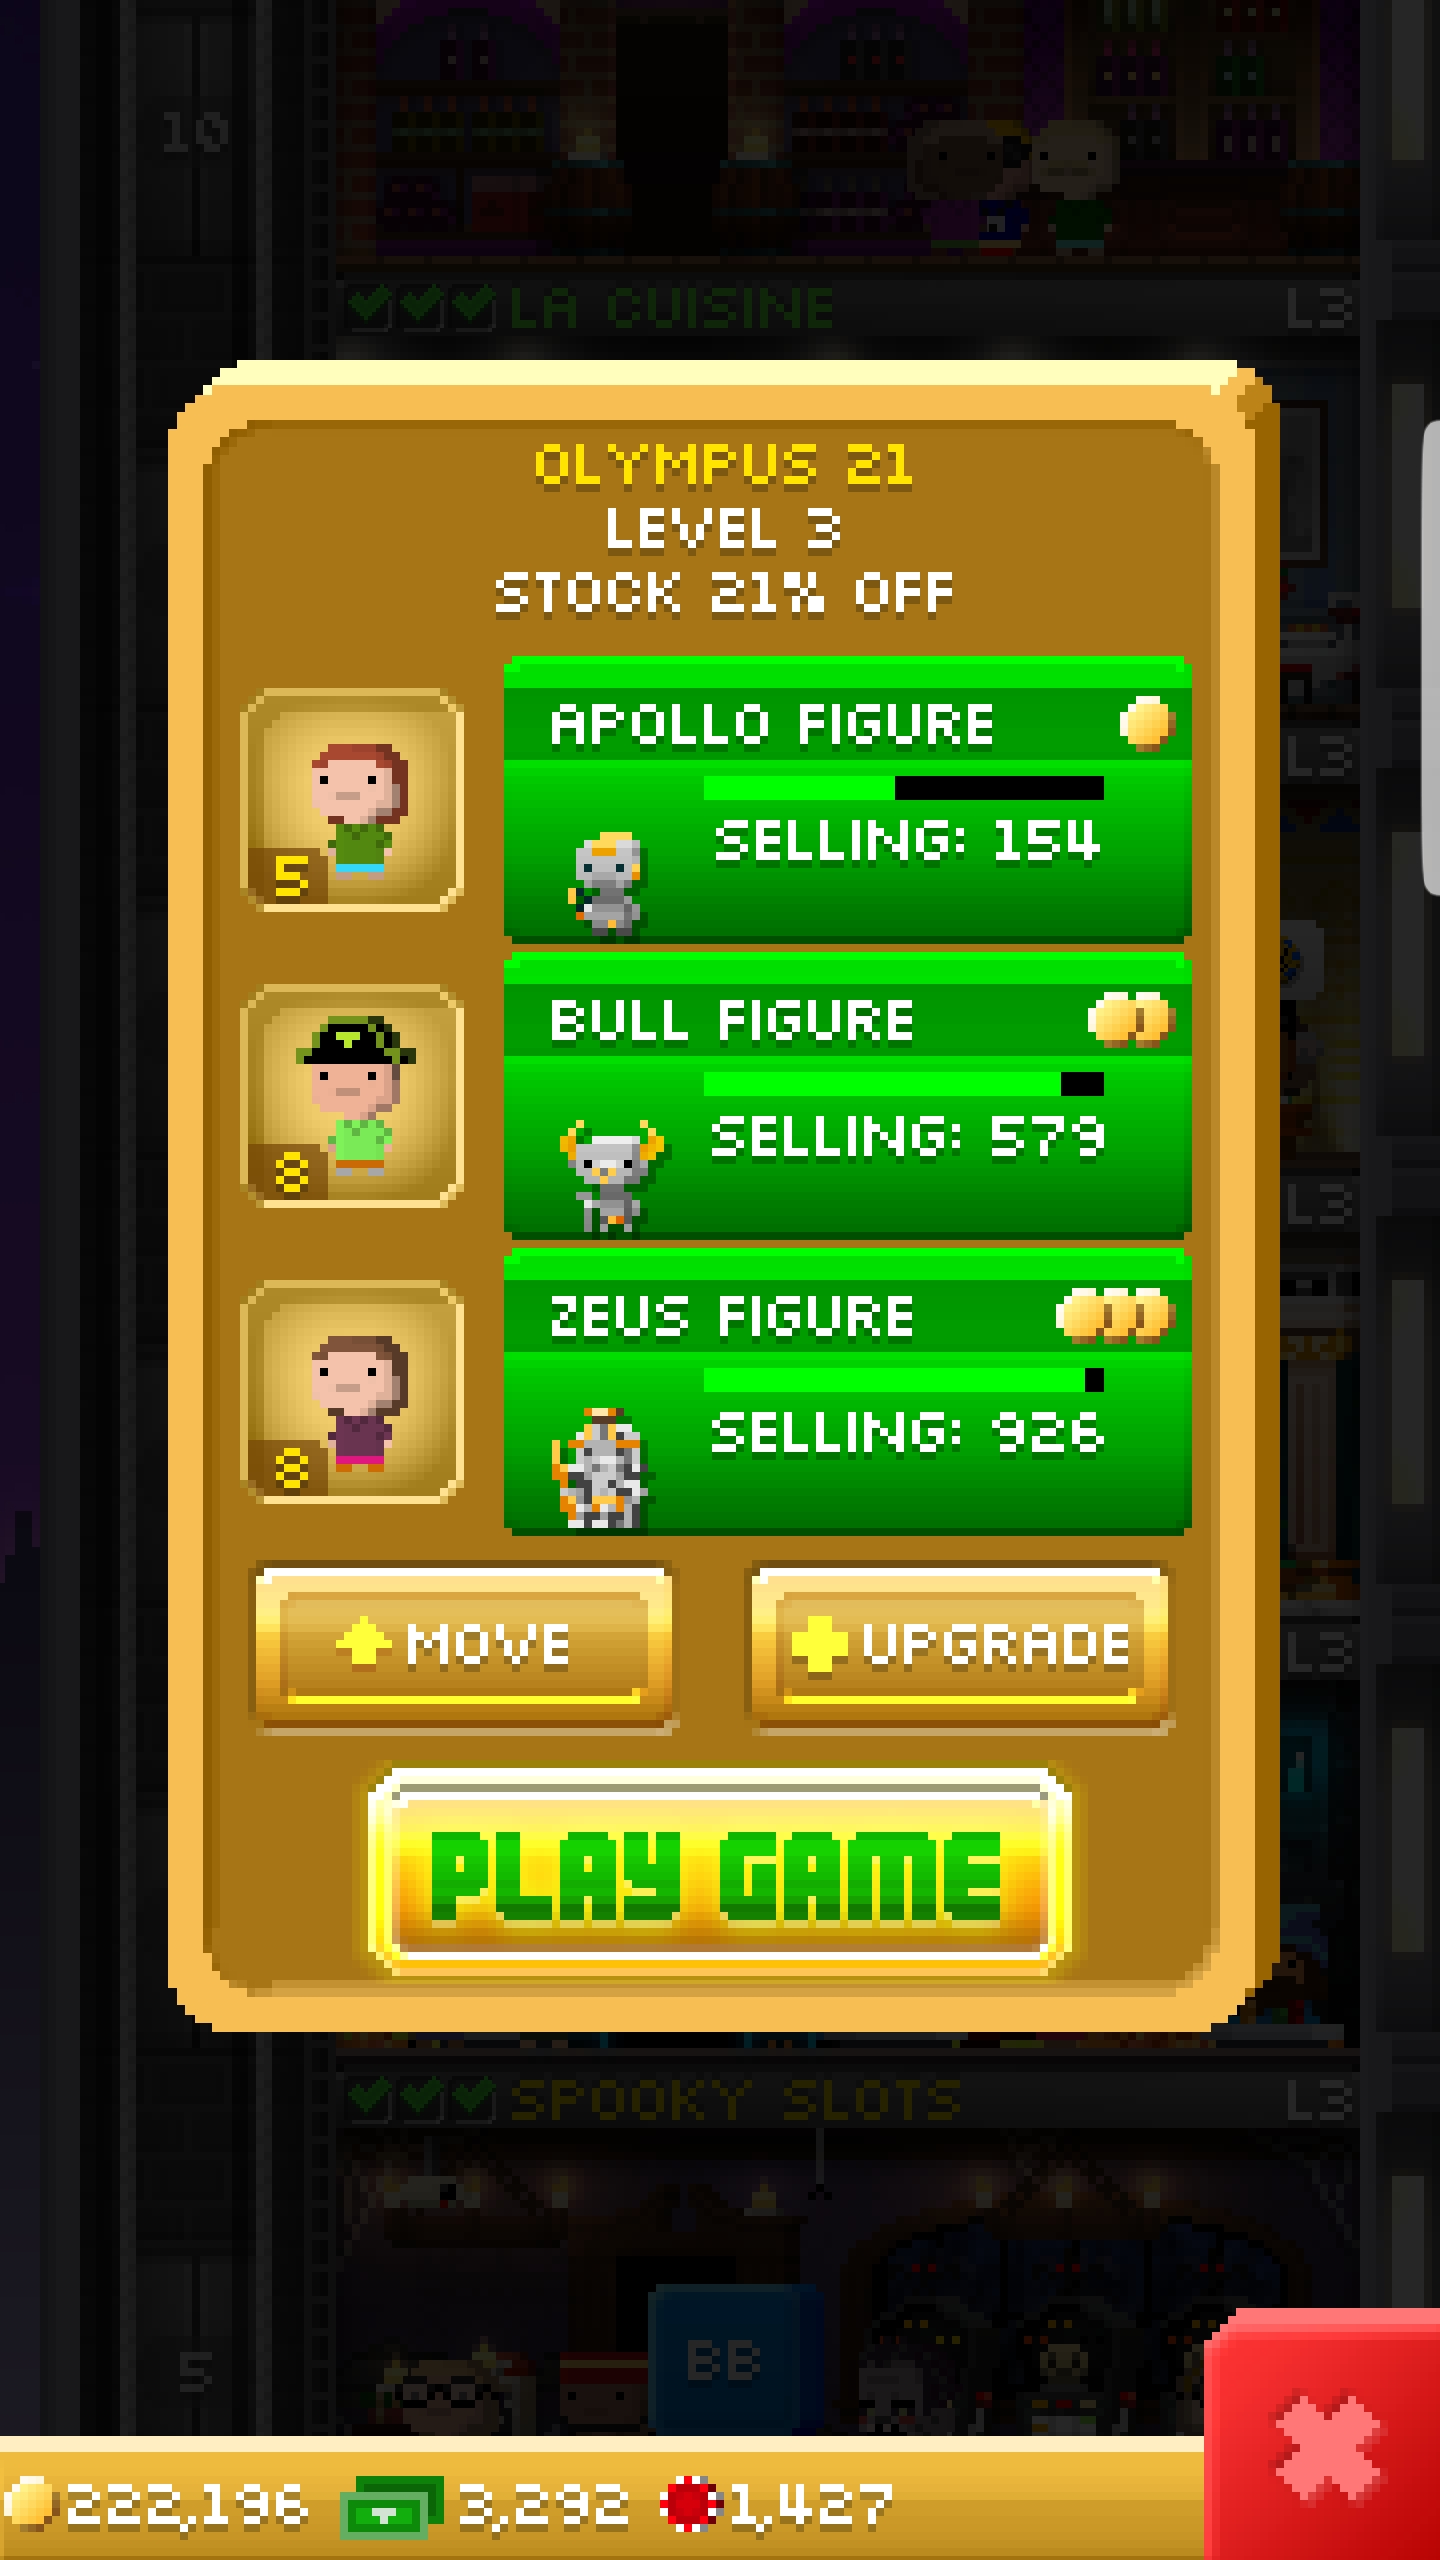 10
LA CUISINE L3
OLYMPUS 21
LEVEL 3
STOCK 21% OFF
APOLLO FIGURE
L3
SELLING: 154
5
BULL FIGURE
SELLING: 579
8
L3
ZEUS FIGURE
SELLING: 926
8
MOVE
UPGRADE
L3
PLAY GAME
SPOOKY SLOTS L3
BB
5
222,196 3,292 1,427